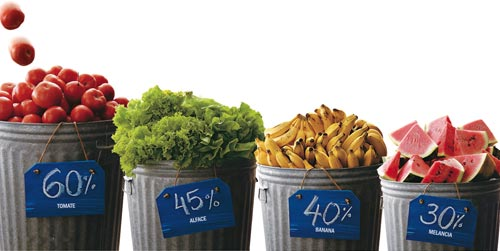 60%
TOMATE
45%
ALFACE
40%
BANANA
30%
MELANCIA